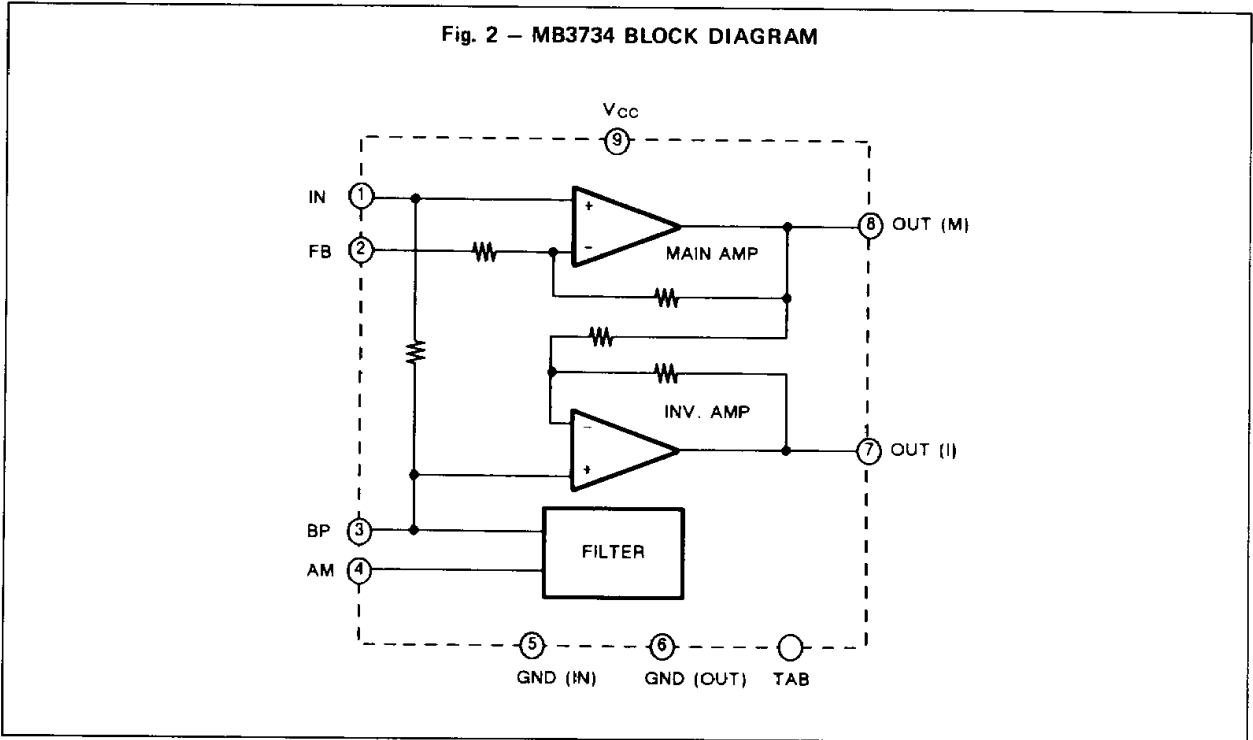 Fig. 2 – MB3734 BLOCK DIAGRAM
VCC
9
IN 1
+
8 OUT (M)
FB 2
–
MAIN AMP
INV. AMP
–
7 OUT (I)
+
BP 3
FILTER
AM 4
5 6
GND (IN) GND (OUT) TAB